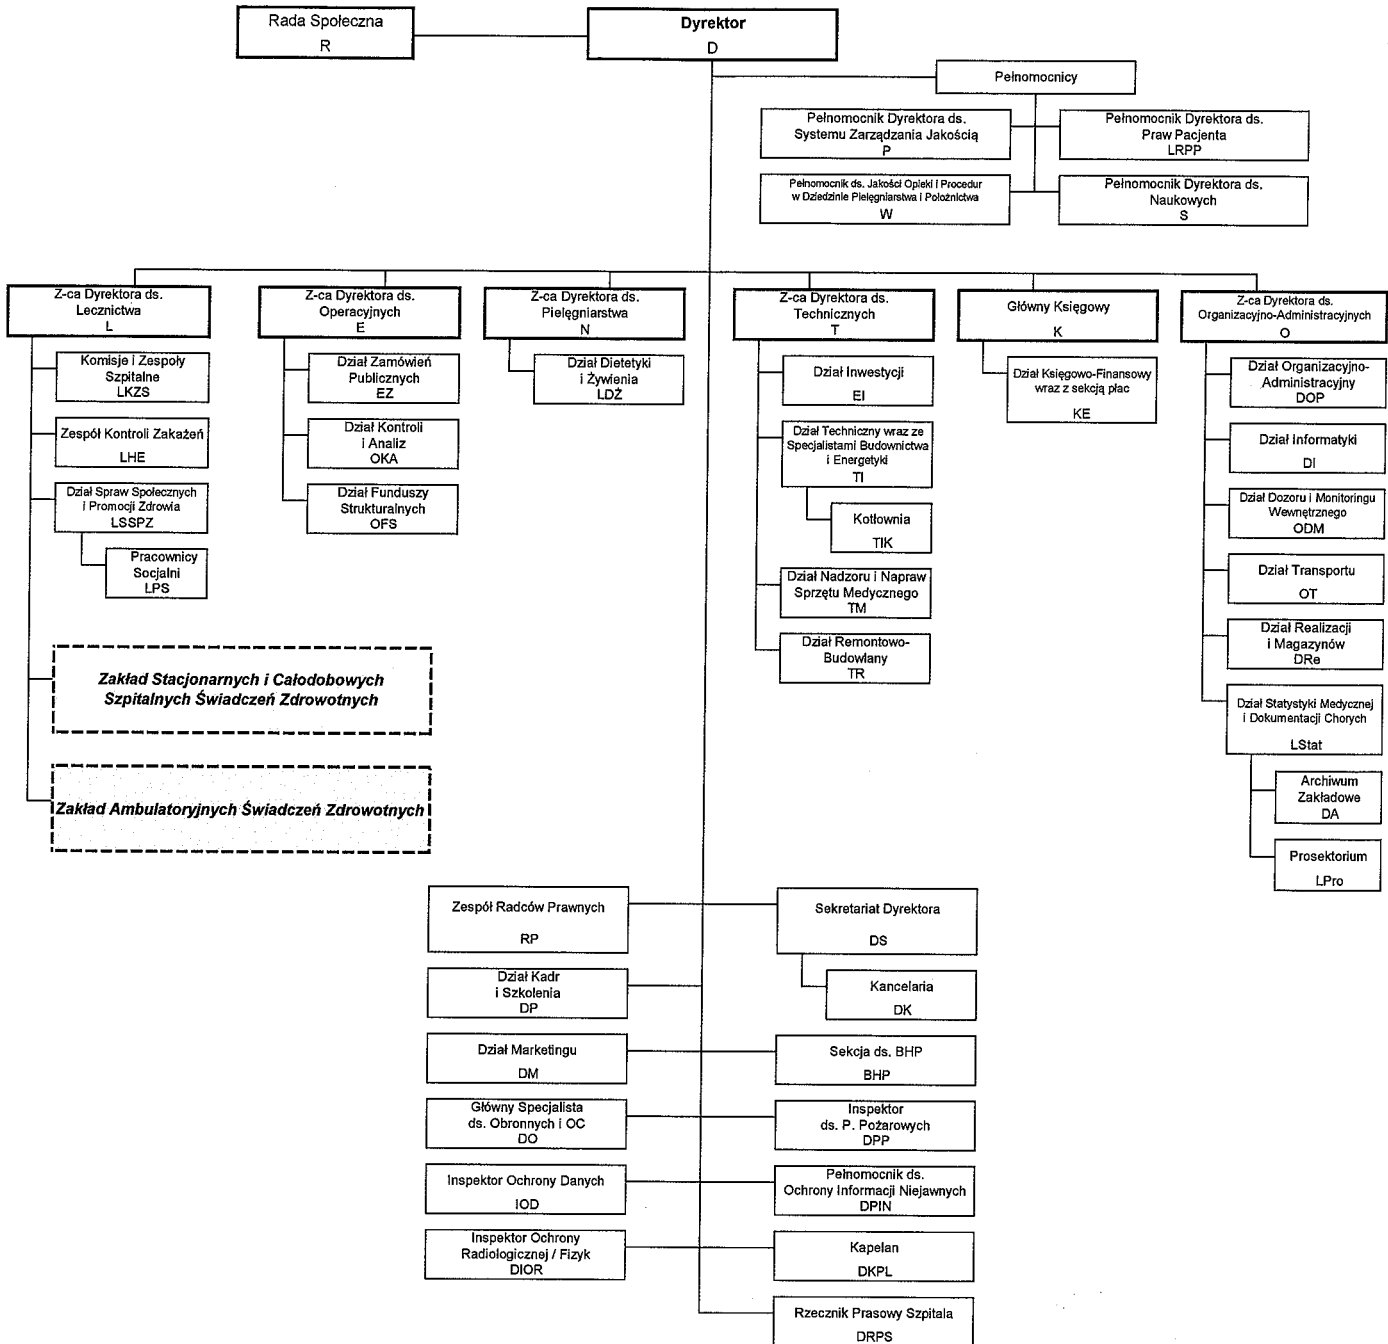 Rada Społeczna
R
Dyrektor
D
Pełnomocnicy
Pełnomocnik Dyrektora ds.
Systemu Zarządzania Jakością
P
Pełnomocnik Dyrektora ds.
Praw Pacjenta
LRPP
Pełnomocnik ds. Jakości Opieki i Procedur
w Dziedzinie Pielęgniarstwa i Położnictwa
W
Pełnomocnik Dyrektora ds.
Naukowych
S
Z-ca Dyrektora ds.
Lecznictwa
L
Komisje i Zespoły
Szpitalne
LKZS
Zespół Kontroli Zakażeń
LHE
Dział Spraw Społecznych
i Promocji Zdrowia
LSSPZ
Pracownicy
Socjalni
LPS
Zakład Stacjonarnych i Całodobowych
Szpitalnych Świadczeń Zdrowotnych
Zakład Ambulatoryjnych Świadczeń Zdrowotnych
Z-ca Dyrektora ds.
Operacyjnych
E
Dział Zamówień
Publicznych
EZ
Dział Kontroli
i Analiz
OKA
Dział Funduszy
Strukturalnych
OFS
Z-ca Dyrektora ds.
Pielęgniarstwa
N
Dział Dietetyki
i Żywienia
LDŻ
Z-ca Dyrektora ds.
Technicznych
T
Dział Inwestycji
EI
Dział Techniczny wraz ze
Specjalistami Budownictwa
i Energetyki
TI
Kotłownia
TIK
Dział Nadzoru i Napraw
Sprzętu Medycznego
TM
Dział Remontowo-
Budowlany
TR
Główny Księgowy
K
Dział Księgowo-Finansowy
wraz z sekcją płac
KE
Z-ca Dyrektora ds.
Organizacyjno-Administracyjnych
O
Dział Organizacyjno-
Administracyjny
DOP
Dział Informatyki
DI
Dział Dozoru i Monitoringu
Wewnętrznego
ODM
Dział Transportu
OT
Dział Realizacji
i Magazynów
DRe
Dział Statystyki Medycznej
i Dokumentacji Chorych
LStat
Archiwum
Zakładowe
DA
Prosektorium
LPro
Zespół Radców Prawnych
RP
Sekretariat Dyrektora
DS
Dział Kadr
i Szkolenia
DP
Kancelaria
DK
Dział Marketingu
DM
Sekcja ds. BHP
BHP
Główny Specjalista
ds. Obronnych i OC
DO
Inspektor
ds. P. Pożarowych
DPP
Inspektor Ochrony Danych
IOD
Pełnomocnik ds.
Ochrony Informacji Niejawnych
DPIN
Inspektor Ochrony
Radiologicznej / Fizyk
DIOR
Kapelan
DKPL
Rzecznik Prasowy Szpitala
DRPS